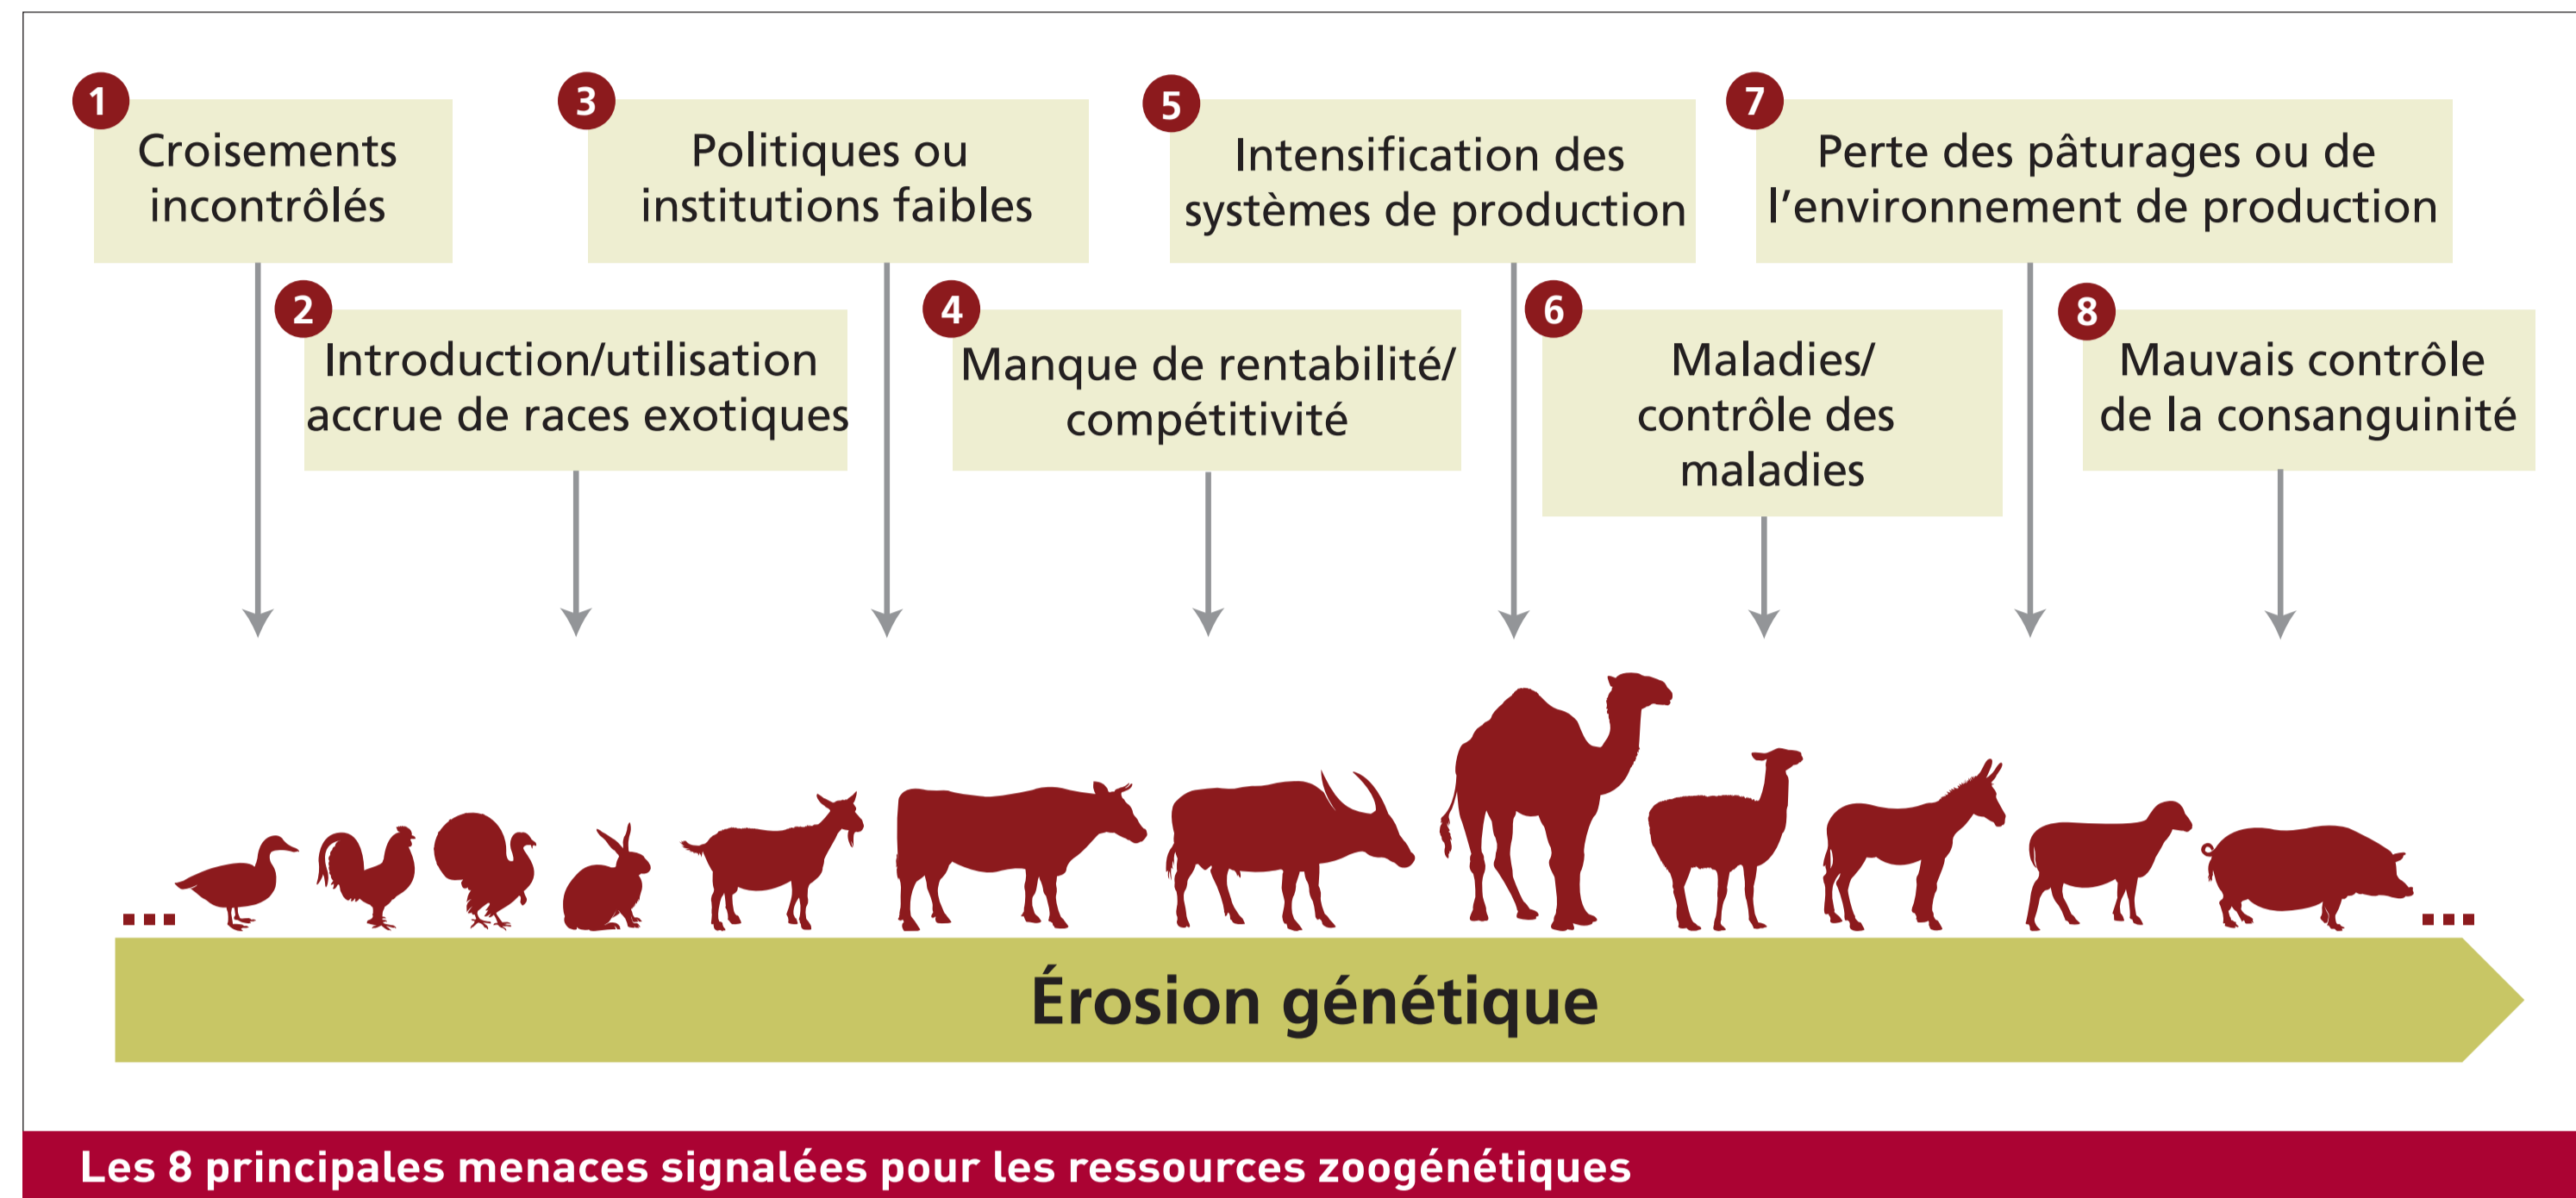 1
Croisements
incontrôlés
2
Introduction/utilisation
accrue de races exotiques
3
Politiques ou
institutions faibles
4
Manque de rentabilité/
compétitivité
5
Intensification des
systèmes de production
6
Maladies/
contrôle des
maladies
7
Perte des pâturages ou de
l’environnement de production
8
Mauvais contrôle
de la consanguinité
Érosion génétique
Les 8 principales menaces signalées pour les ressources zoogénétiques